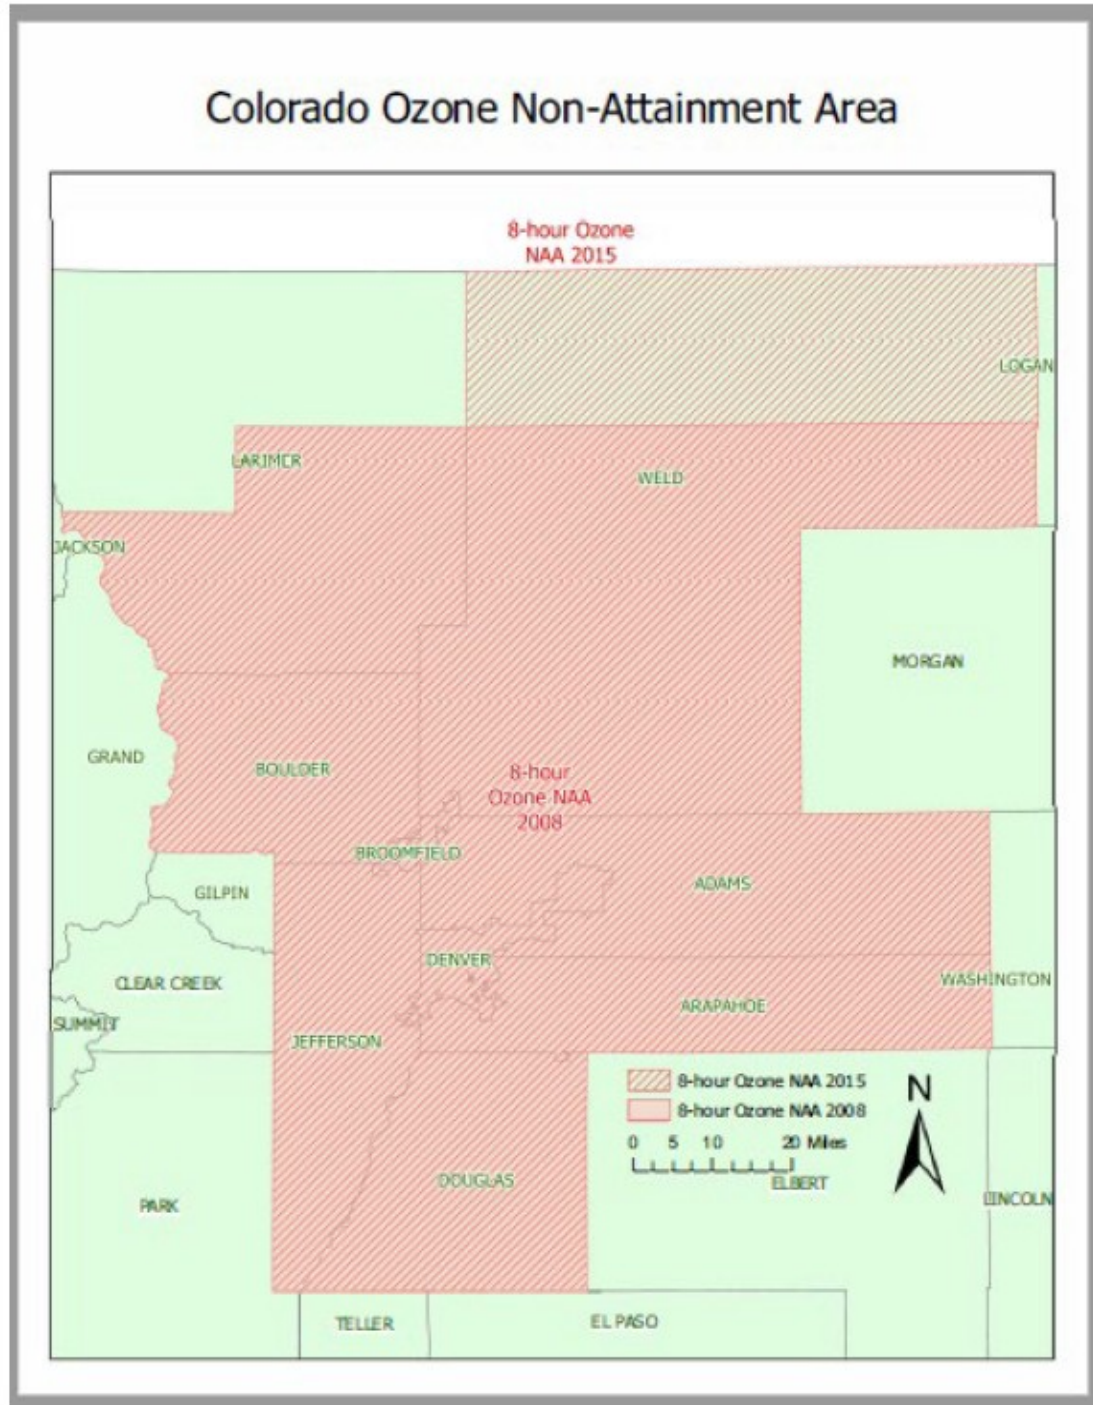 Colorado Ozone Non-Attainment Area
8-hour Ozone
NAA 2015
LOGAN
LARIMER
WELD
JACKSON
MORGAN
GRAND
BOULDER
8-hour
Ozone NAA
2008
BROOMFIELD
ADAMS
GILPIN
DENVER
CLEAR CREEK
WASHINGTON
ARAPAHOE
SUMMIT
JEFFERSON
8-hour Ozone NAA 2015
8-hour Ozone NAA 2008
N
0 5 10 20 Miles
DOUGLAS
ELBERT
PARK
LINCOLN
TELLER
EL PASO